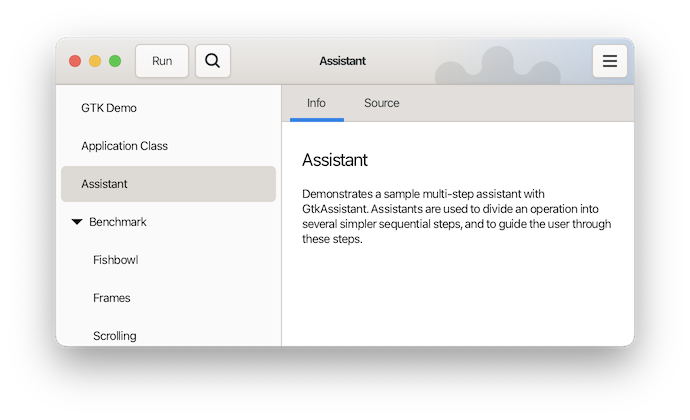 Run
Assistant
GTK Demo
Application Class
Assistant
Benchmark
Fishbowl
Frames
Scrolling
Info
Source
Assistant
Demonstrates a sample multi-step assistant with
GtkAssistant. Assistants are used to divide an operation into
several simpler sequential steps, and to guide the user through
these steps.